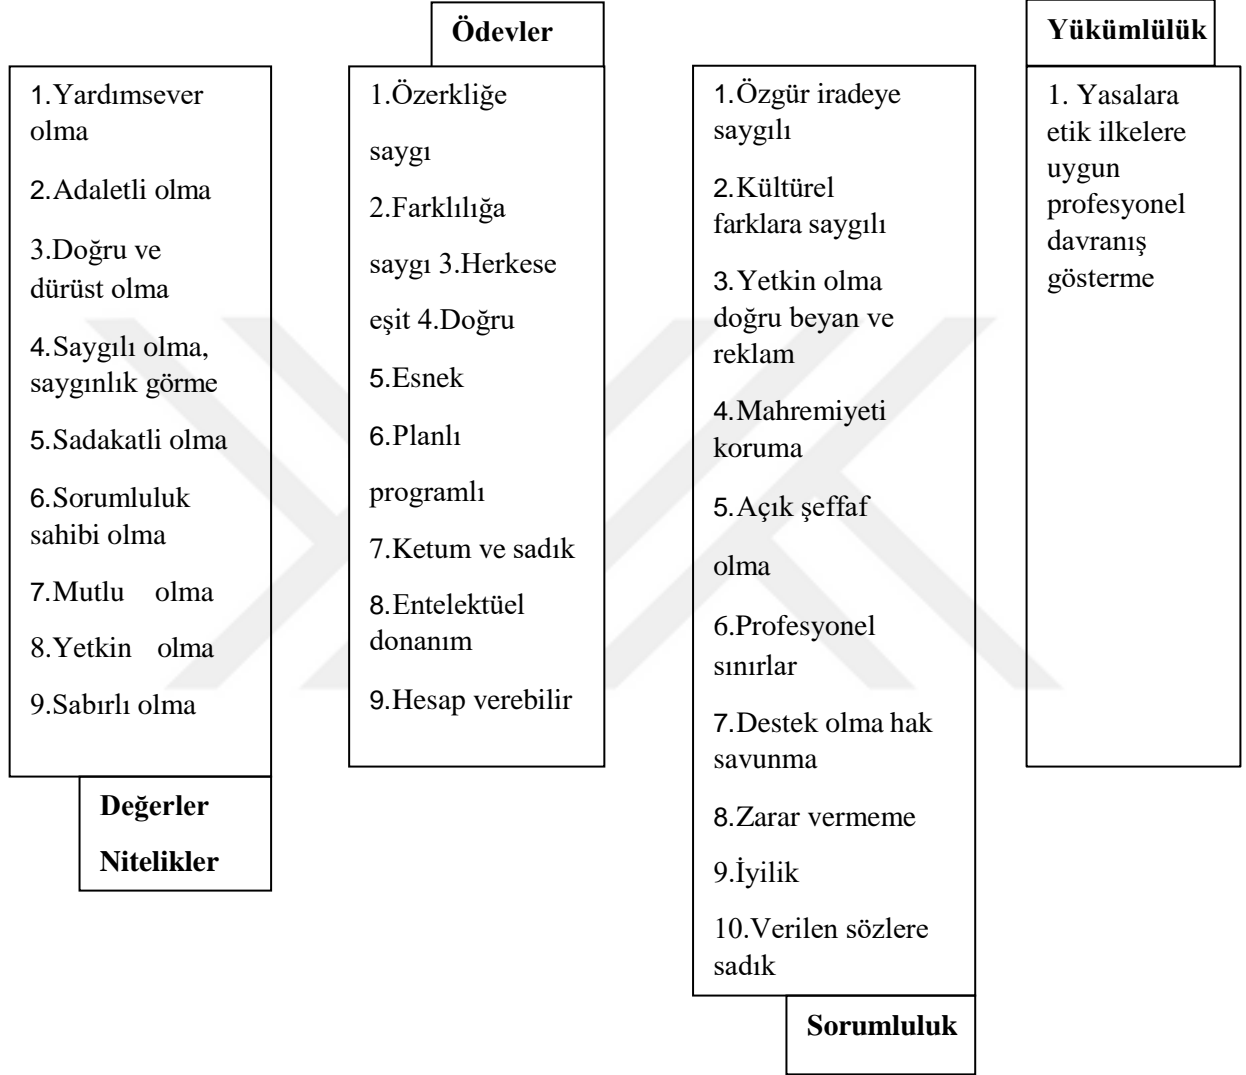 1.Yardımsever
olma
2.Adaletli olma
3.Doğru ve
dürüst olma
4.Saygılı olma,
saygınlık görme
5.Sadakatli olma
6.Sorumluluk
sahibi olma
7.Mutlu olma
8.Yetkin olma
9.Sabırlı olma
Değerler
Nitelikler
Ödevler
1.Özerkliğe
saygı
2.Farklılığa
saygı 3.Herkese
eşit 4.Doğru
5.Esnek
6.Planlı
programlı
7.Ketum ve sadık
8.Entelektüel
donanım
9.Hesap verebilir
1.Özgür iradeye
saygılı
2.Kültürel
farklara saygılı
3.Yetkin olma
doğru beyan ve
reklam
4.Mahremiyeti
koruma
5.Açık şeffaf
olma
6.Profesyonel
sınırlar
7.Destek olma hak
savunma
8.Zarar vermeme
9.İyilik
10.Verilen sözlere
sadık
Sorumluluk
Yükümlülük
1. Yasalara
etik ilkelere
uygun
profesyonel
davranış
gösterme